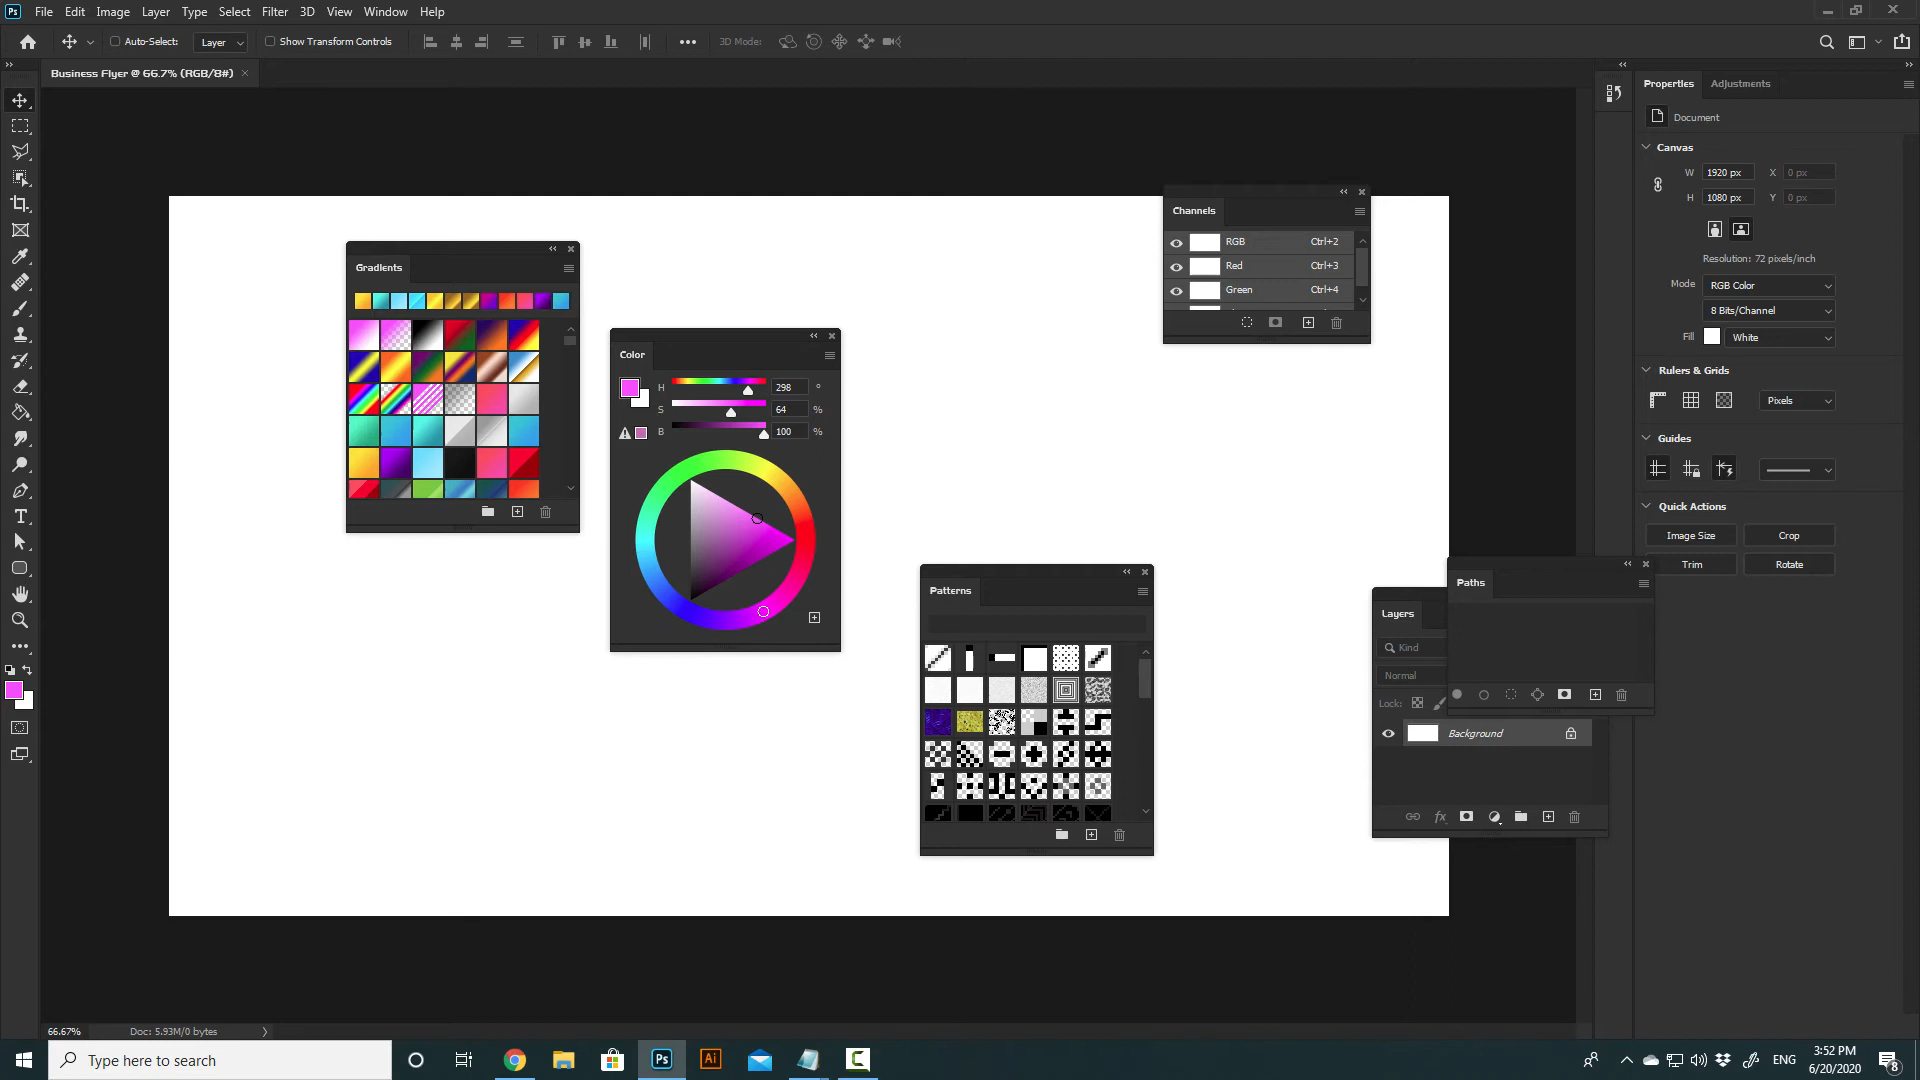 Ps File Edit Image Layer Type Select Filter 3D View Window Help
Auto-Select: Layer Show Transform Controls 3D Mode:
Business Flyer @ 66.7% (RGB/8#)
Properties Adjustments
Document
Canvas
W 1920 px X 0 px
H 1080 px Y 0 px
Resolution: 72 pixels/inch
Mode RGB Color
8 Bits/Channel
Fill White
Rulers & Grids
Pixels
Guides
Quick Actions
Image Size Crop
Trim Rotate
Channels
RGB Ctrl+2
Red Ctrl+3
Green Ctrl+4
Gradients
Color
H 298 °
S 64 %
B 100 %
Patterns
Paths
Layers
Kind
Normal
Lock:
Background
fx
66.67% Doc: 5.93M/0 bytes
Type here to search
Ps Ai
ENG
3:52 PM
6/20/2020
8